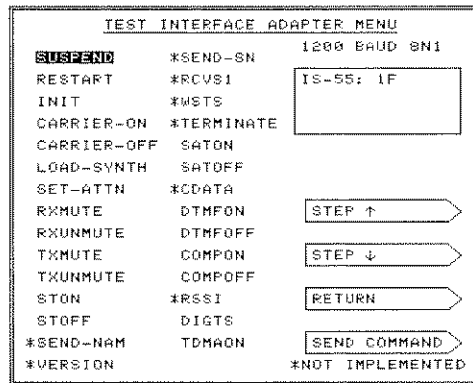 TEST INTERFACE ADAPTER MENU
1200 BAUD 8N1
SUSPEND *SEND-SN
RESTART *RCVS1
INIT *WSTS
CARRIER-ON *TERMINATE
CARRIER-OFF SATON
LOAD-SYNTH SATOFF
SET-ATTN *CDATA
RXMUTE DTMFON
RXUNMUTE DTMFOFF
TXMUTE COMPON
TXUNMUTE COMPOFF
STON *RSSI
STOFF DIGTS
*SEND-NAM TDMAON
*VERSION
IS-55: 1F
STEP ↑
STEP ↓
RETURN
SEND COMMAND
*NOT IMPLEMENTED